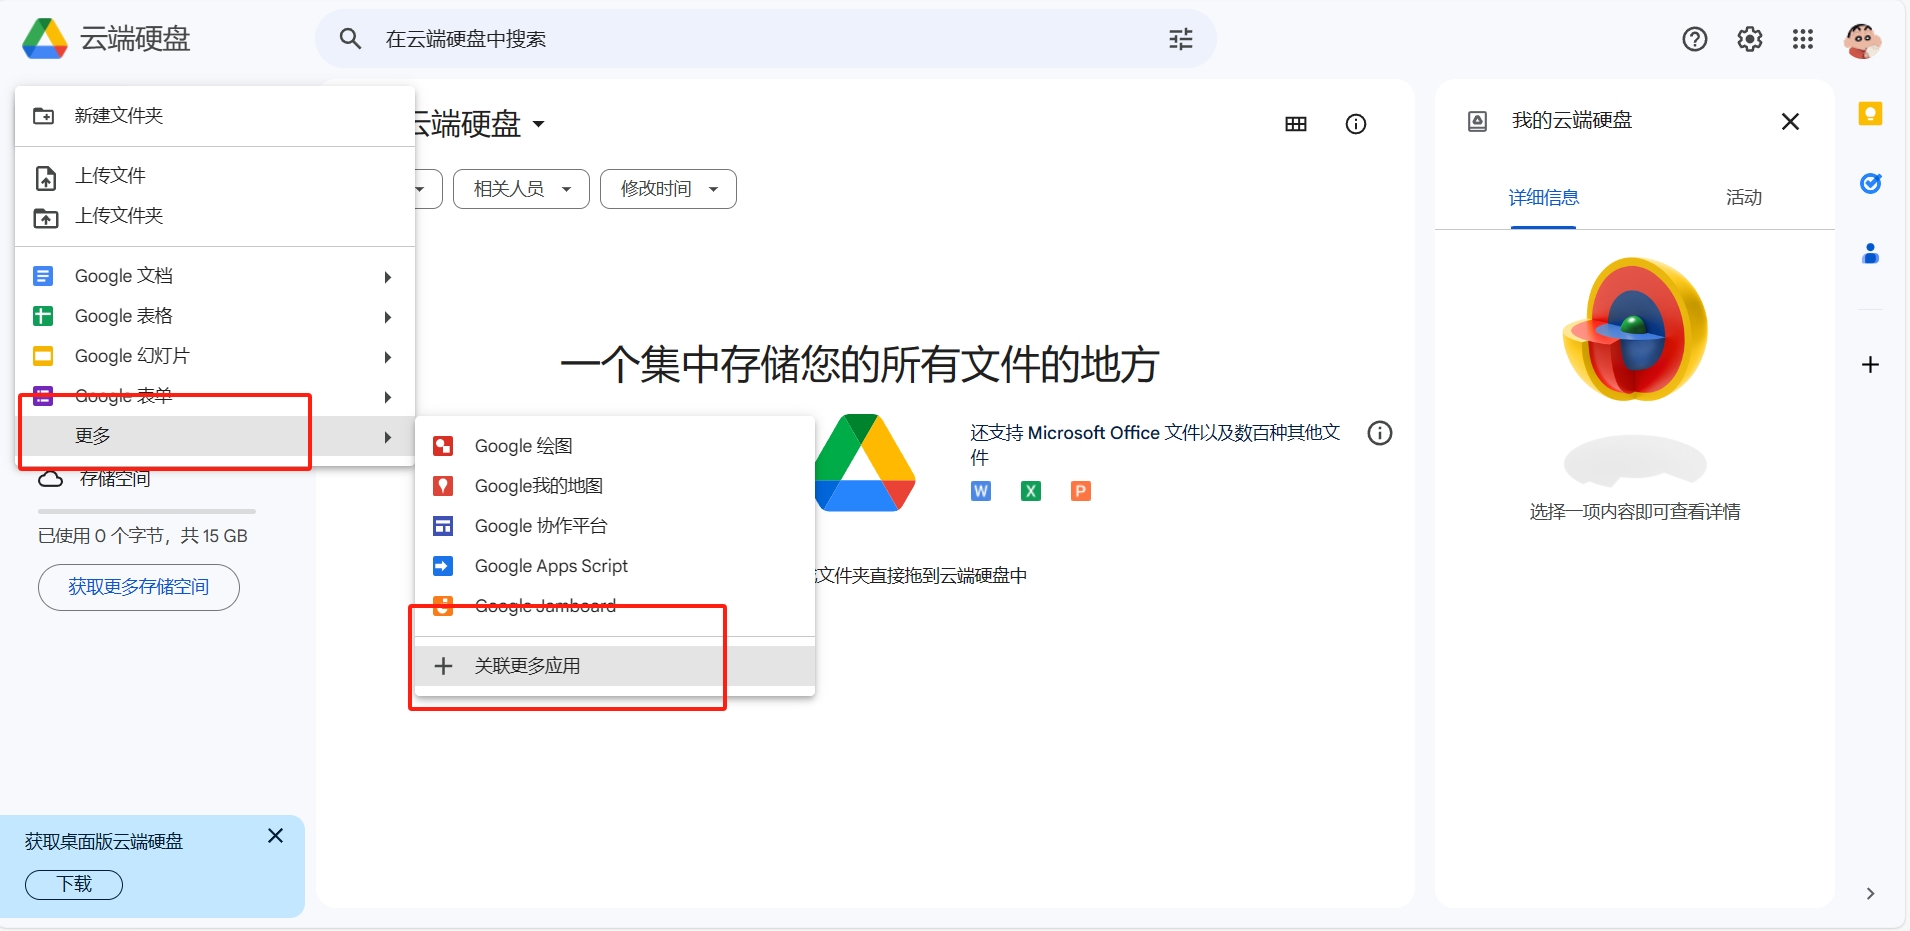 云端硬盘
在云端硬盘中搜索
新建文件夹
上传文件
上传文件夹
Google 文档
Google 表格
Google 幻灯片
Google 表单
更多
存储空间
已使用 0 个字节，共 15 GB
获取更多存储空间
获取桌面版云端硬盘
下载
云端硬盘
相关人员
修改时间
一个集中存储您的所有文件的地方
Google 绘图
Google我的地图
Google 协作平台
Google Apps Script
Google Jamboard
关联更多应用
还支持 Microsoft Office 文件以及数百种其他文
件
W X P
文件夹直接拖到云端硬盘中
我的云端硬盘
详细信息
活动
选择一项内容即可查看详情